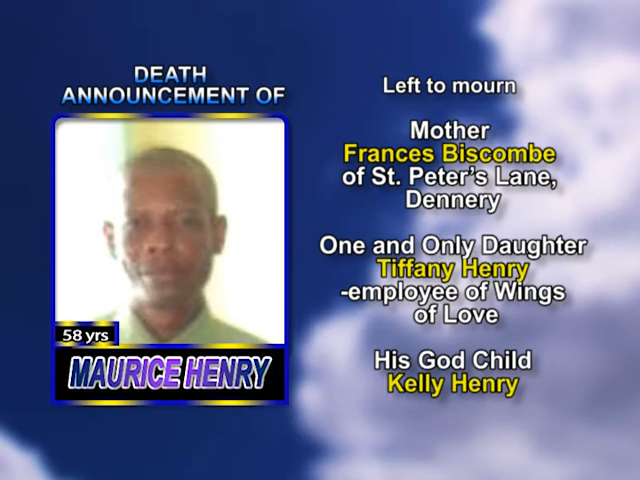 DEATH
ANNOUNCEMENT OF
58 yrs
MAURICE HENRY
Left to mourn
Mother
Frances Biscombe
of St. Peter's Lane,
Dennery
One and Only Daughter
Tiffany Henry
-employee of Wings
of Love
His God Child
Kelly Henry